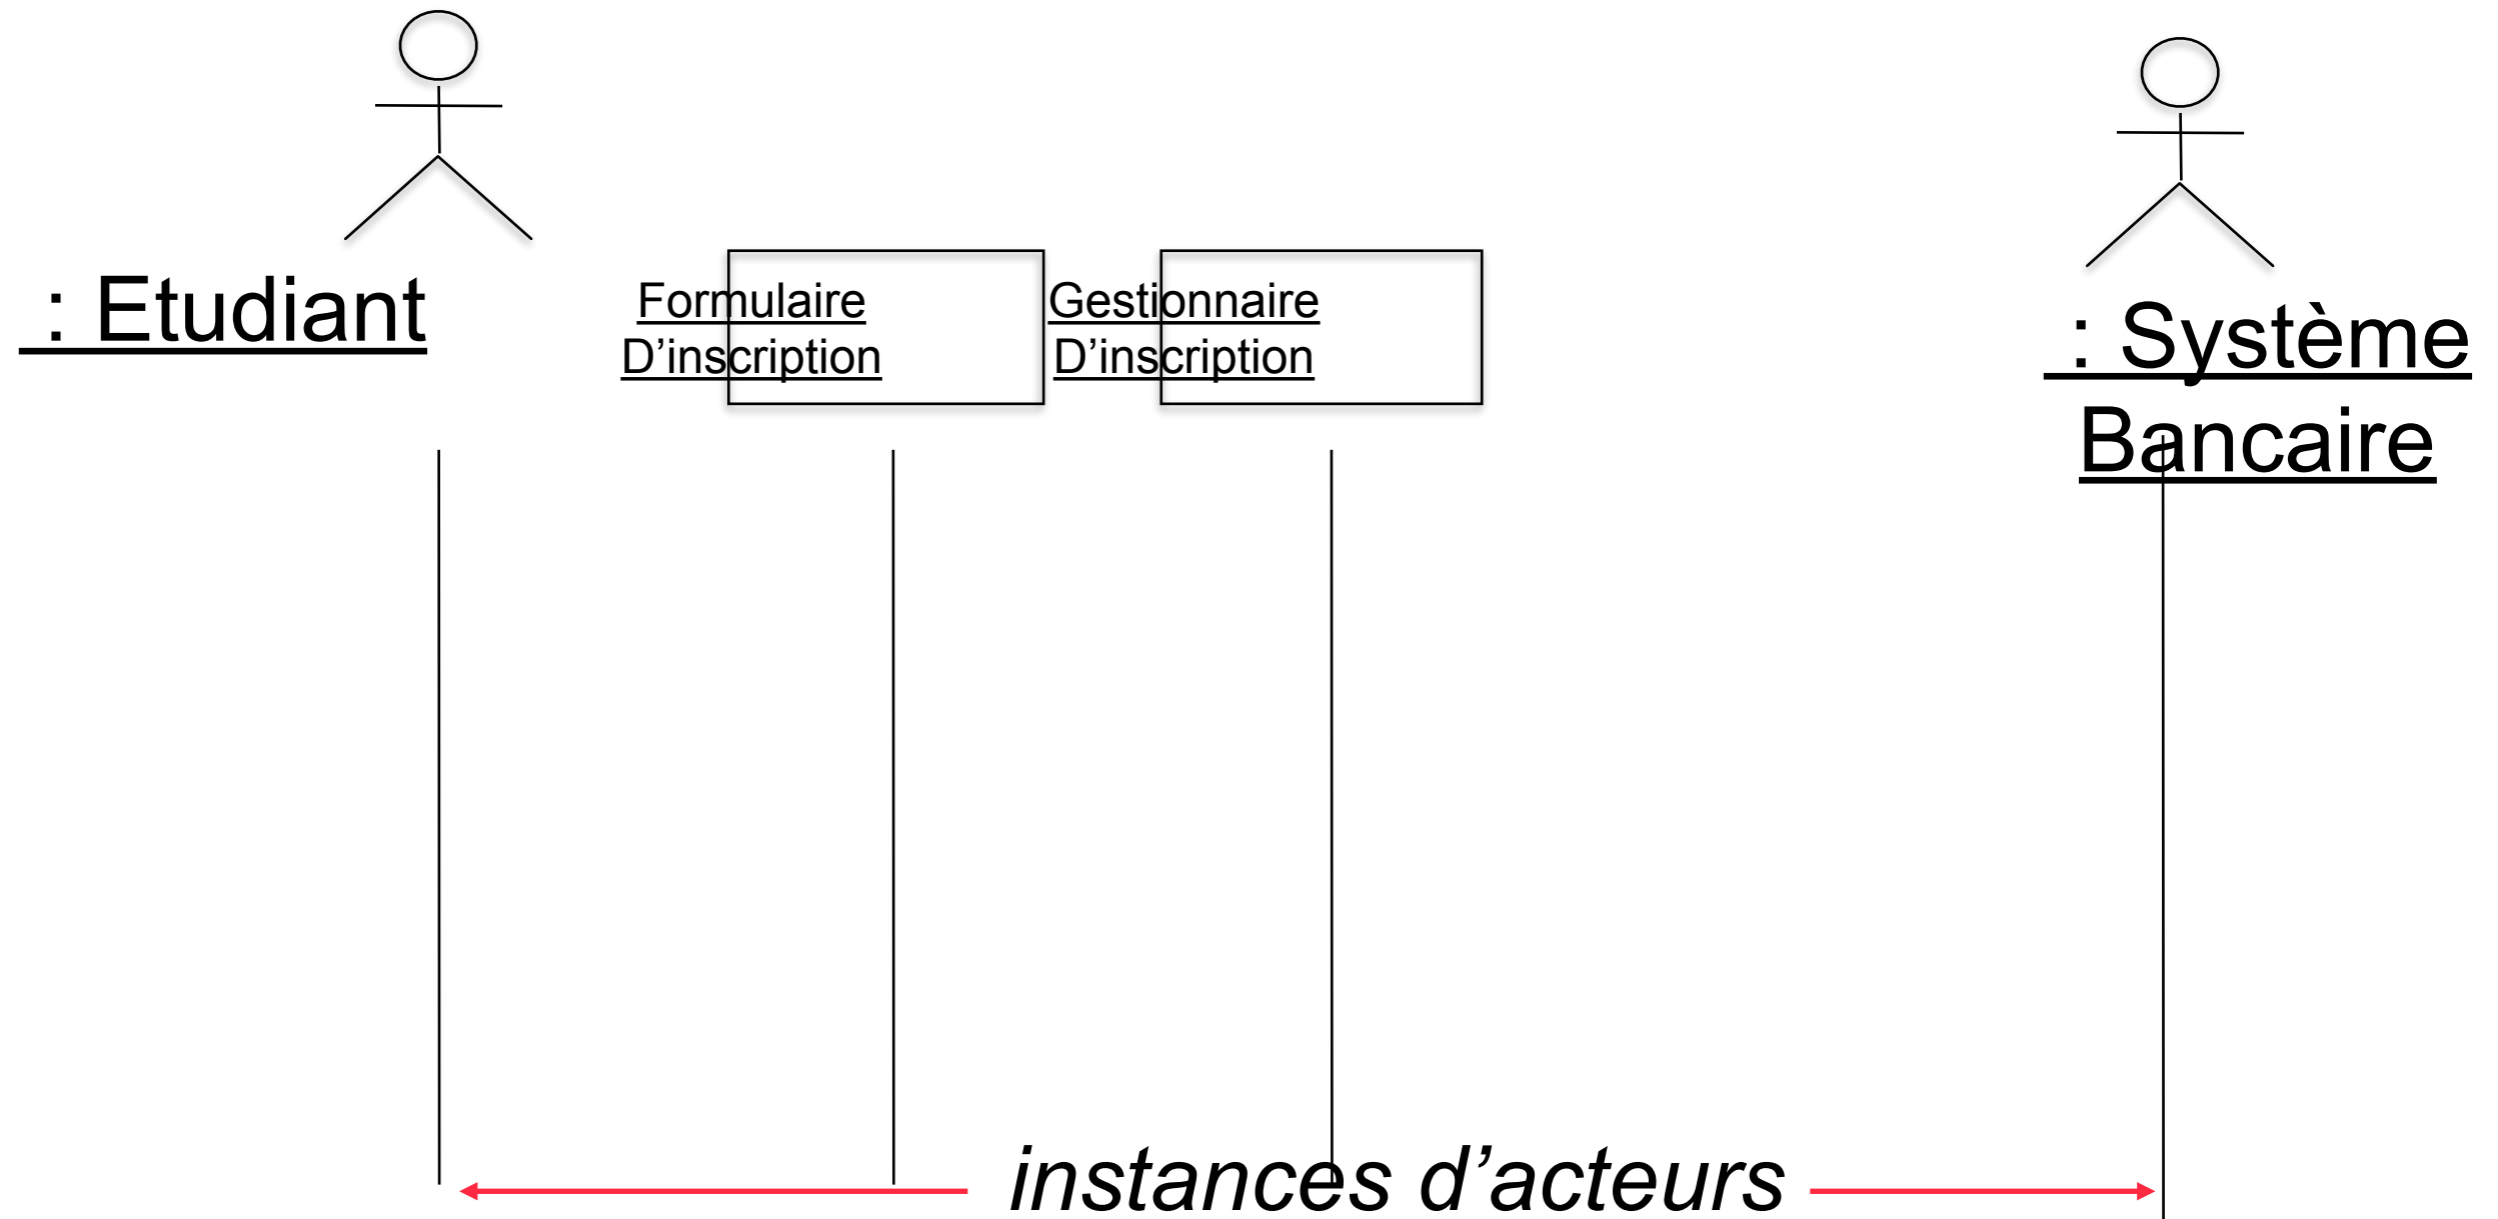 : Etudiant
Formulaire
D’inscription
Gestionnaire
D’inscription
: Système
Bancaire
instances d’acteurs